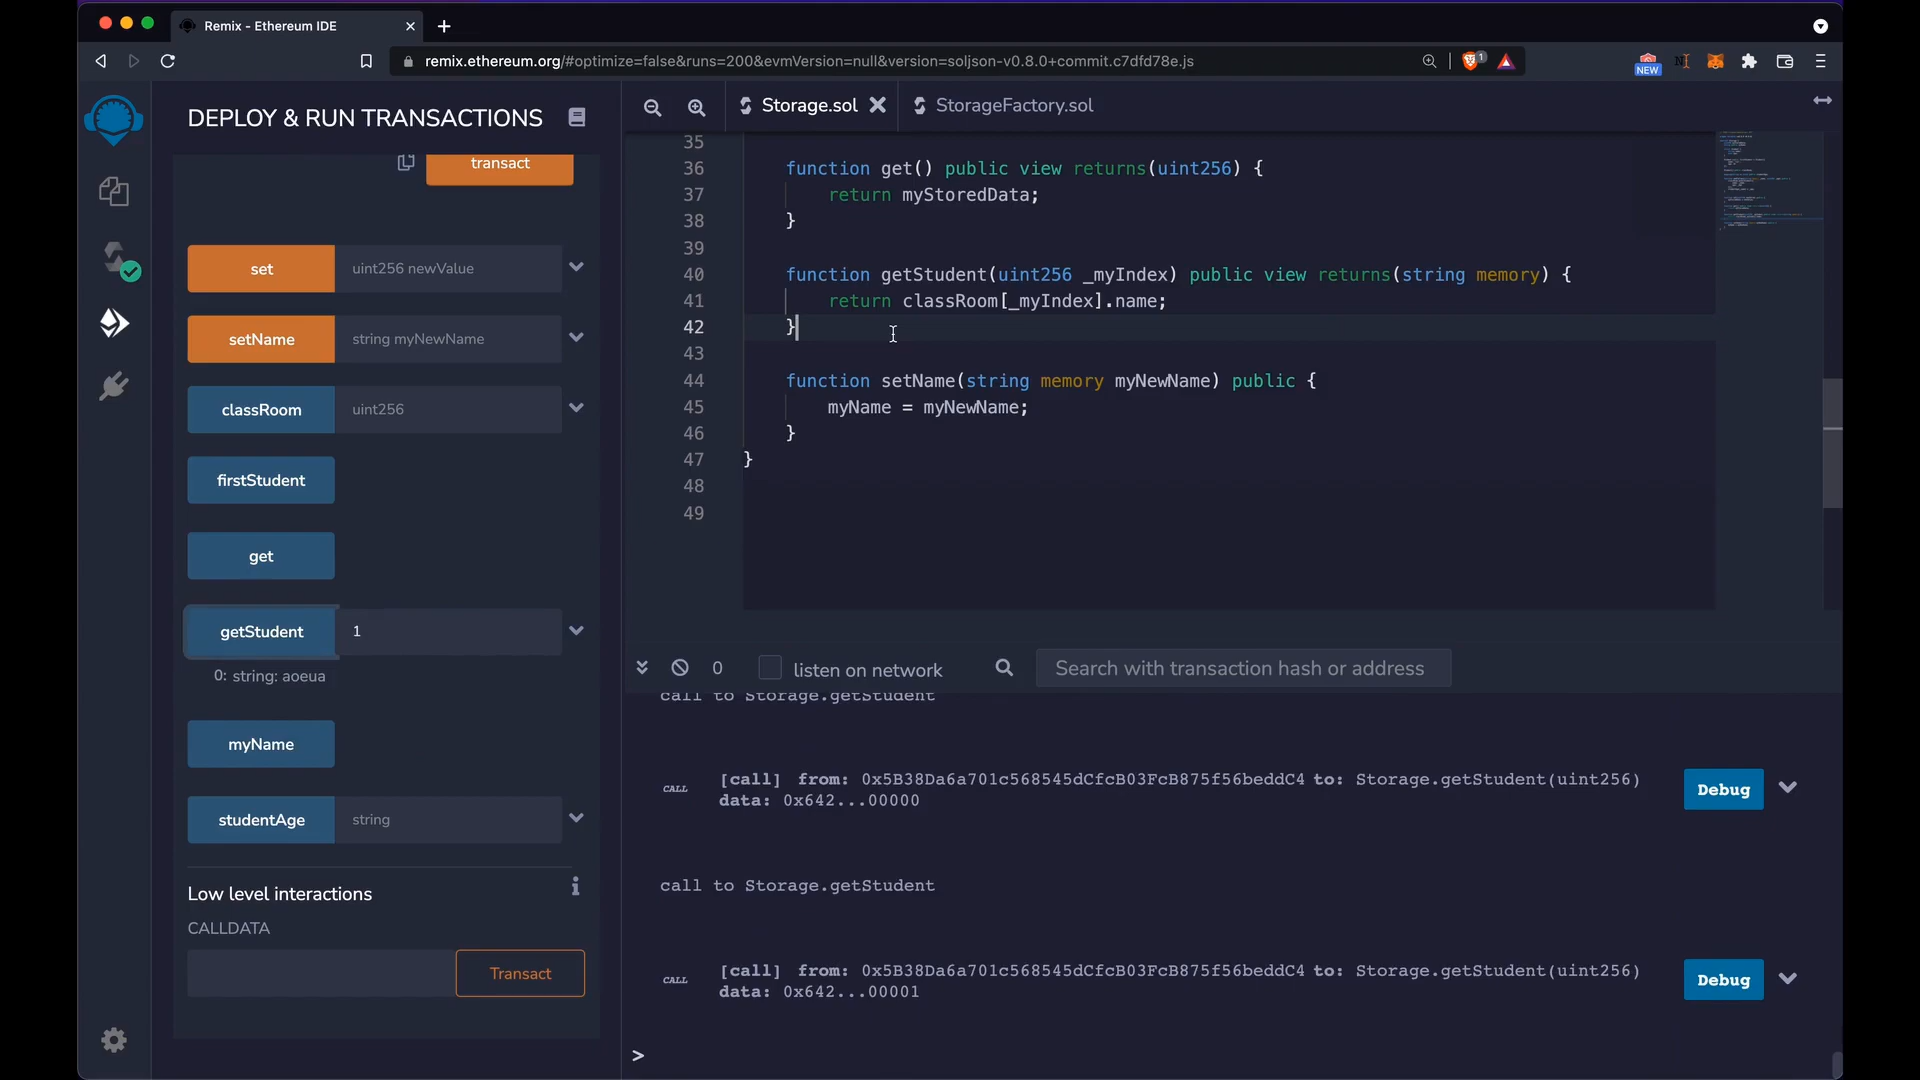 Remix - Ethereum IDE
remix.ethereum.org/#optimize=false&runs=200&evmVersion=null&version=soljson-v0.8.0+commit.c7dfd78e.js
1
NEW
DEPLOY & RUN TRANSACTIONS
transact
set
uint256 newValue
setName
string myNewName
classRoom
uint256
firstStudent
get
getStudent
1
0: string: aoeua
myName
studentAge
string
Low level interactions
CALLDATA
Transact
Storage.sol
StorageFactory.sol
35
36 function get() public view returns(uint256) {
37 return myStoredData;
38 }
39
40 function getStudent(uint256 _myIndex) public view returns(string memory) {
41 return classRoom[_myIndex].name;
42 }
43
44 function setName(string memory myNewName) public {
45 myName = myNewName;
46 }
47 }
48
49
0
listen on network
Search with transaction hash or address
call to Storage.getStudent
CALL
[call] from: 0x5B38Da6a701c568545dCfcB03FcB875f56beddC4 to: Storage.getStudent(uint256)
data: 0x642...00000
Debug
call to Storage.getStudent
CALL
[call] from: 0x5B38Da6a701c568545dCfcB03FcB875f56beddC4 to: Storage.getStudent(uint256)
data: 0x642...00001
Debug
>